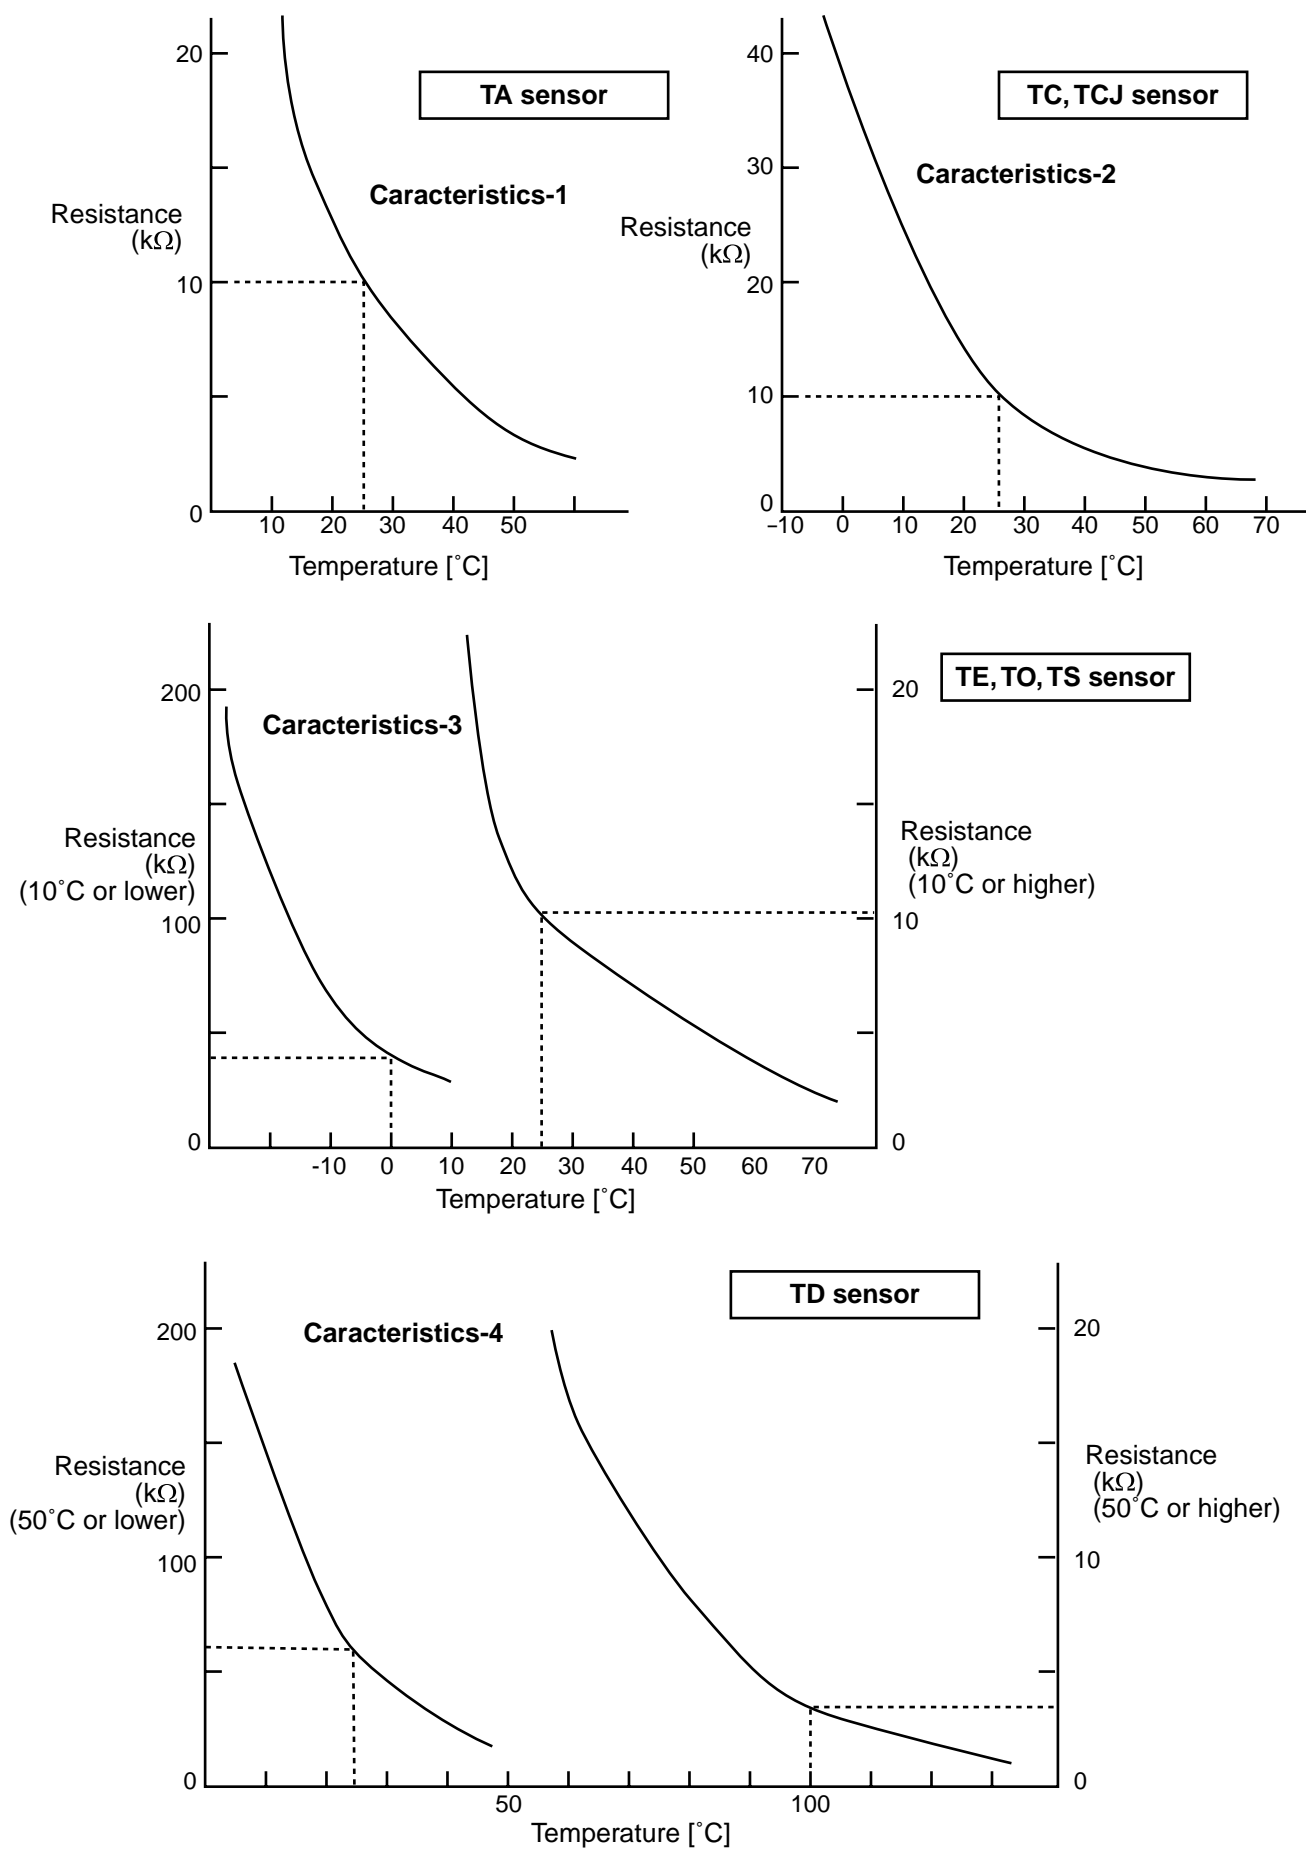 TA sensor
Caracteristics-1
20
10
0
Resistance
(kΩ)
10 20 30 40 50
Temperature [˚C]
TC, TCJ sensor
Caracteristics-2
40
30
20
10
0
Resistance
(kΩ)
–10 0 10 20 30 40 50 60 70
Temperature [˚C]
TE, TO, TS sensor
Caracteristics-3
200
100
0
Resistance
(kΩ)
(10˚C or lower)
20
10
0
Resistance
(kΩ)
(10˚C or higher)
-10 0 10 20 30 40 50 60 70
Temperature [˚C]
TD sensor
Caracteristics-4
200
100
0
Resistance
(kΩ)
(50˚C or lower)
20
10
0
Resistance
(kΩ)
(50˚C or higher)
50 100
Temperature [˚C]